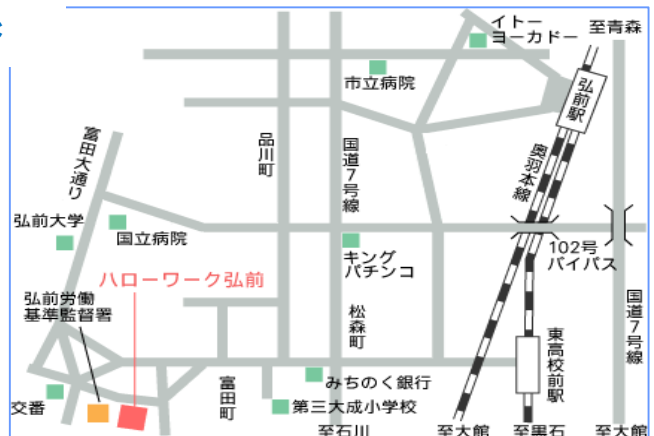 イトー
ヨーカドー
至青森
市立病院
弘前駅
富田大通り
品川町
国道7号線
奥羽本線
弘前大学
国立病院
キング
パチンコ
102号
バイパス
ハローワーク弘前
弘前労働
基準監督署
松森町
国道7号線
東高校前駅
富田町
みちのく銀行
交番
第三大成小学校
至石川
至大館
至黒石
至大館